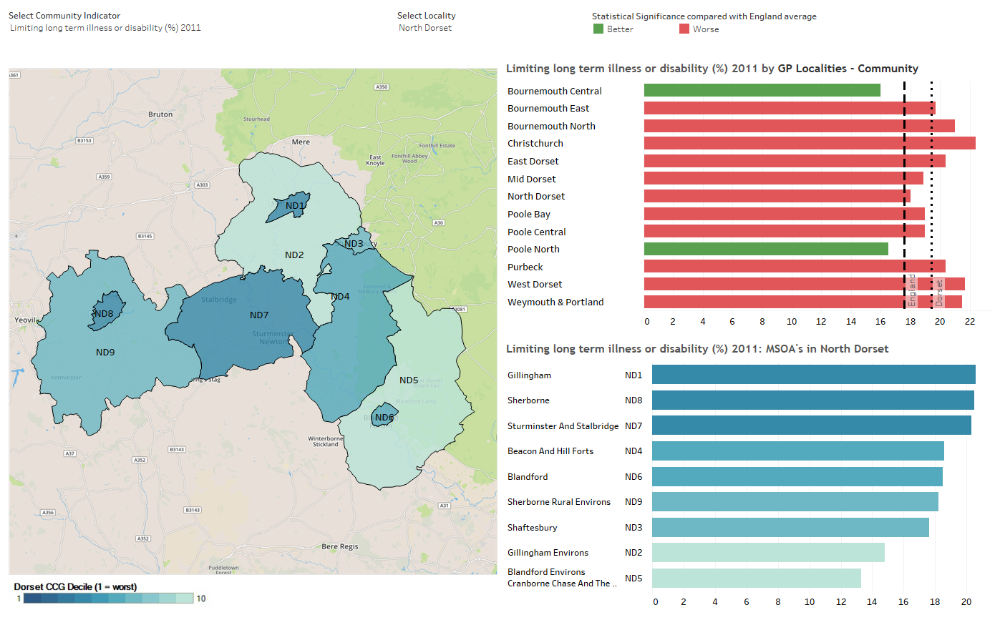 Select Community Indicator
Limiting long term illness or disability (%) 2011
Select Locality
North Dorset
Statistical Significance compared with England average
Better
Worse
A361
A350
Bruton
Stourhead
B3153
Mere
Fonthill Estate
East
Knoyle
Fonthill Abbey
Wood
A359
A303
ND1
A30
B3145
ND3
ND2
ND4
Stalbridge
ND8
ND7
Yeovil
3081
Sturminster
Newton
ND9
Yetminster
ND5
Blandford Camp
ND6
Winterborne
Stickland
A37
B3143
A352
A356
B3143
A31
A352
Bere Regis
Puddletown
Forest
Dorset CCG Decile (1 = worst)
1
10
Limiting long term illness or disability (%) 2011 by GP Localities - Community
Bournemouth Central
Bournemouth East
Bournemouth North
Christchurch
East Dorset
Mid Dorset
North Dorset
Poole Bay
Poole Central
Poole North
Purbeck
West Dorset
Weymouth & Portland
England
Dorset
0 2 4 6 8 10 12 14 16 18 20 22
Limiting long term illness or disability (%) 2011: MSOA's in North Dorset
Gillingham ND1
Sherborne ND8
Sturminster And Stalbridge ND7
Beacon And Hill Forts ND4
Blandford ND6
Sherborne Rural Environs ND9
Shaftesbury ND3
Gillingham Environs ND2
Blandford Environs
Cranborne Chase And The .. ND5
0 2 4 6 8 10 12 14 16 18 20